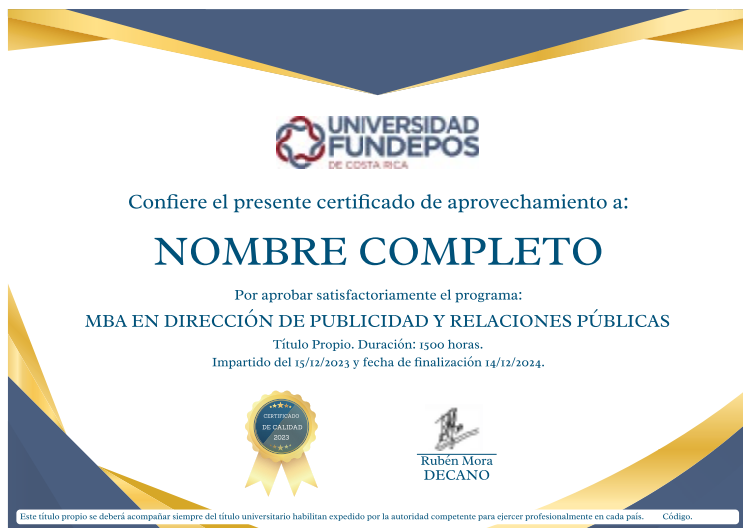 UNIVERSIDAD
FUNDEPOS
DE COSTA RICA
Confiere el presente certificado de aprovechamiento a:
NOMBRE COMPLETO
Por aprobar satisfactoriamente el programa:
MBA EN DIRECCIÓN DE PUBLICIDAD Y RELACIONES PÚBLICAS
Título Propio. Duración: 1500 horas.
Impartido del 15/12/2023 y fecha de finalización 14/12/2024.
CERTIFICADO
DE CALIDAD
2023
Rubén Mora
DECANO
Este título propio se deberá acompañar siempre del título universitario habilitan expedido por la autoridad competente para ejercer profesionalmente en cada país. Código.